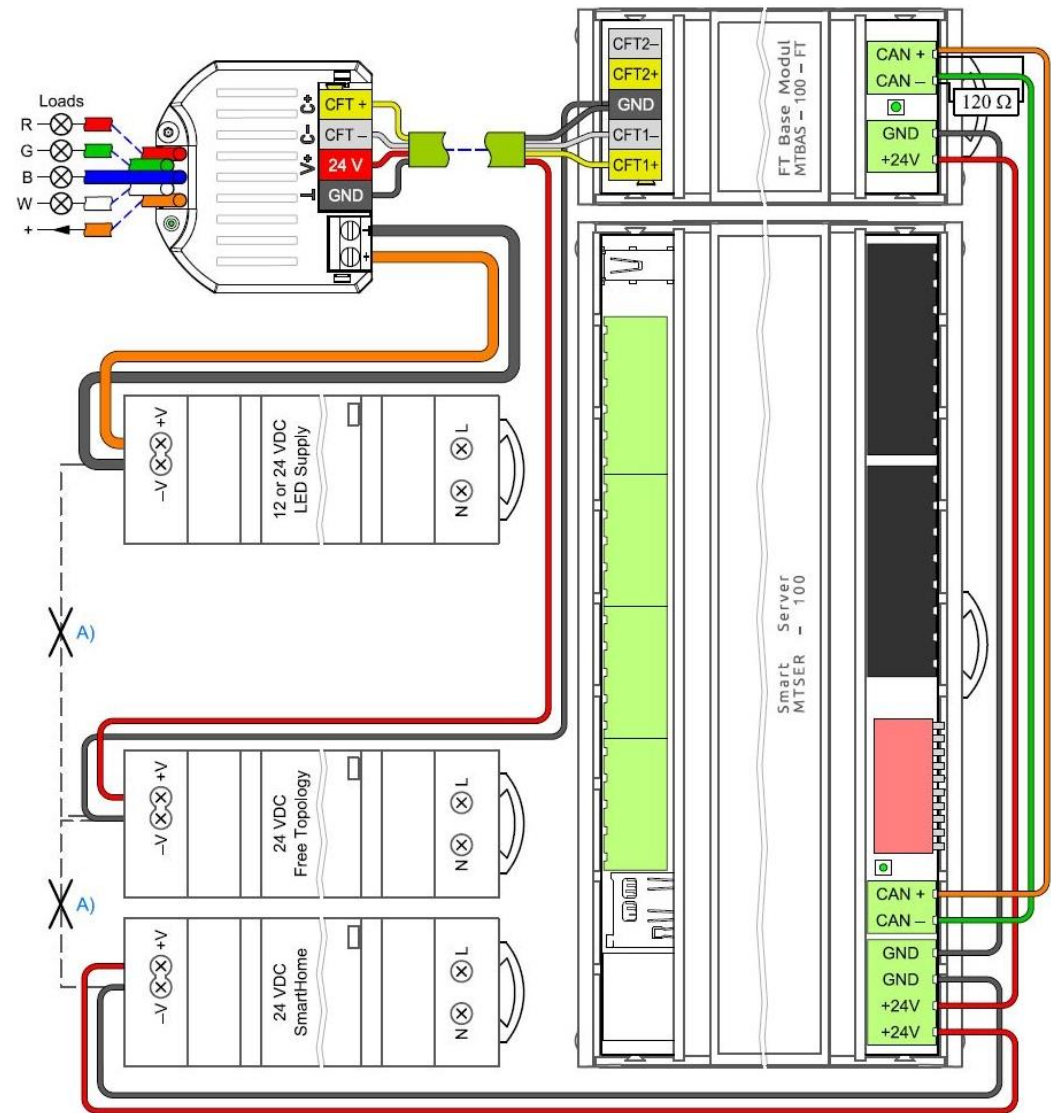 Loads
R
G
B
W
+
CFT + C+
CFT – C–
24 V V+
GND ⊥
⊥
+
CFT2–
CFT2+
GND
CFT1–
CFT1+
FT Base Modul
MTBAS – 100 – FT
CAN +
CAN –
120 Ω
GND
+24V
–V +V
12 or 24 VDC
LED Supply
N L
A)
–V +V
24 VDC
Free Topology
N L
A)
–V +V
24 VDC
SmartHome
N L
Smart Server
MTSER – 100
CAN +
CAN –
GND
GND
+24V
+24V